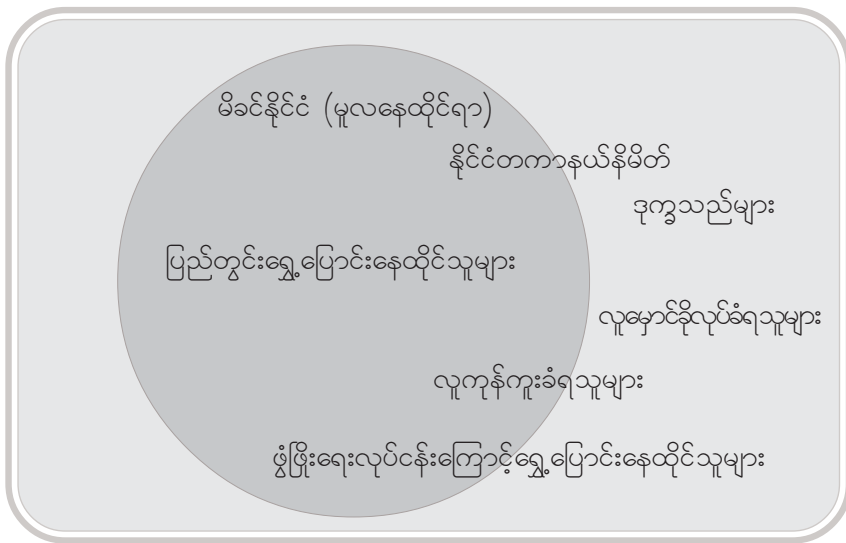 မိခင်နိုင်ငံ (မူလနေထိုင်ရာ)
နိုင်ငံတကာနယ်နိမိတ်
ဒုက္ခသည်များ
ပြည်တွင်းရွှေ့ပြောင်းနေထိုင်သူများ
လူမှောင်ခိုလုပ်ခံရသူများ
လူကုန်ကူးခံရသူများ
ဖွံ့ဖြိုးရေးလုပ်ငန်းကြောင့်ရွှေ့ပြောင်းနေထိုင်သူများ